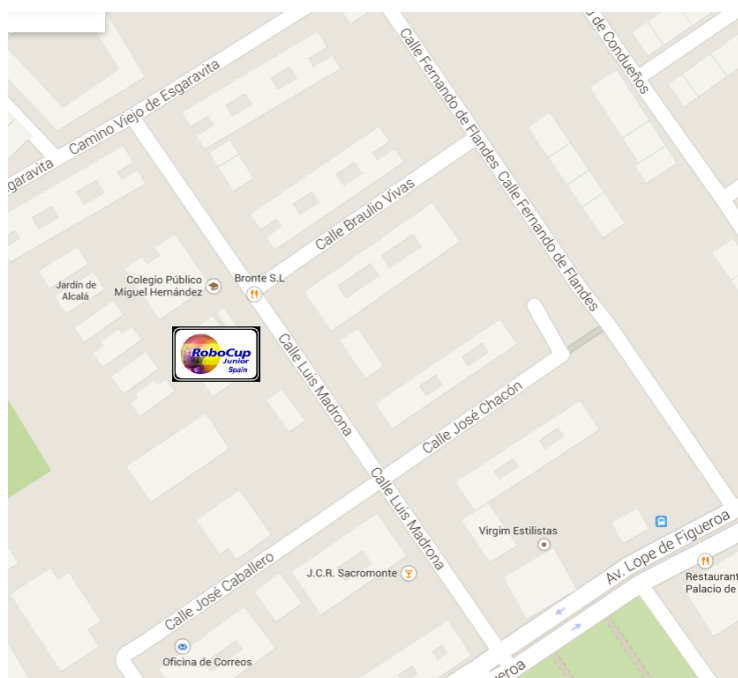 Calle Fernando de Flandes
u de Condueños
Camino Viejo de Esgaravita
sgaravita
Calle Braulio Vivas
Calle Fernando de Flandes
Jardín de
Alcalá
Colegio Público
Miguel Hernández
Bronte S.L
RoboCup
Junior
Spain
Calle Luis Madrona
Calle José Chacón
Calle Luis Madrona
Virgim Estilistas
Av. Lope de Figueroa
J.C.R. Sacromonte
Restaurant
Palacio de
Calle José Caballero
Oficina de Correos
eroa